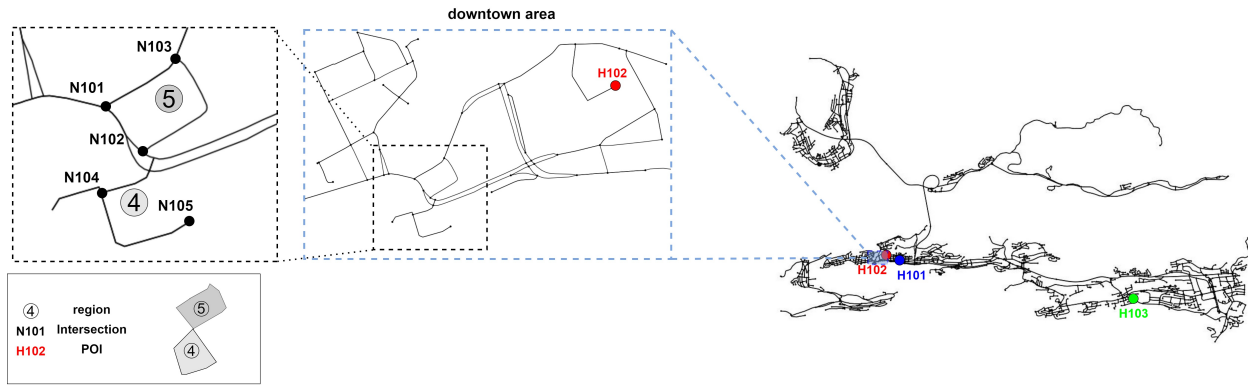 downtown area
N103
N101
5
N102
N104
4
N105
H102
H102
H101
H103
4 region
N101 Intersection
H102 POI
5
4